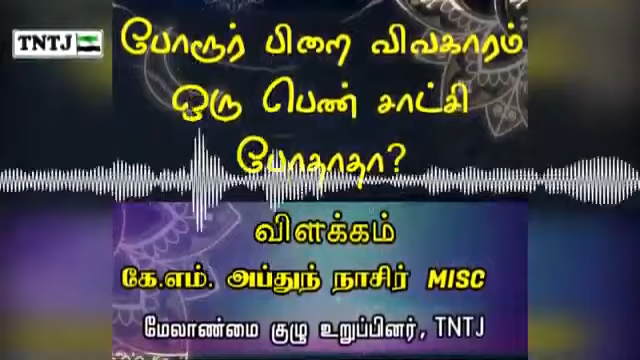 TNTJ
போரூர் பிறை விவகாரம்
ஒரு பெண் சாட்சி
போதாதா?
விளக்கம்
கே.எம். அப்துந் நாசிர் MISC
மேலாண்மை குழு உறுப்பினர், TNTJ